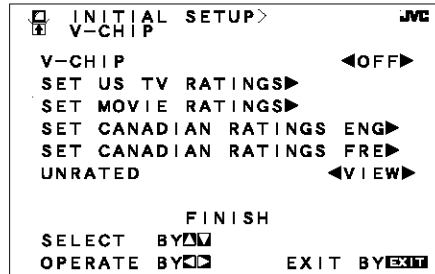 INITIAL SETUP> JVC
V-CHIP
V-CHIP ◀OFF▶
SET US TV RATINGS▶
SET MOVIE RATINGS▶
SET CANADIAN RATINGS ENG▶
SET CANADIAN RATINGS FRE▶
UNRATED ◀VIEW▶
FINISH
SELECT BY△▽
OPERATE BY◁▷ EXIT BY EXIT